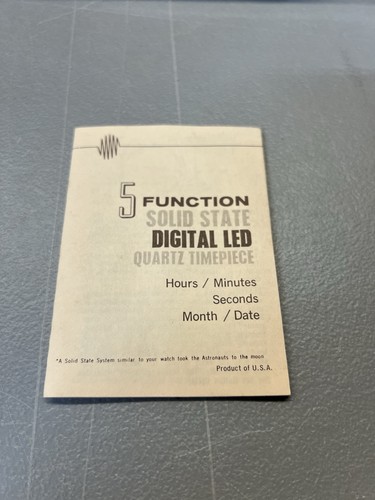 5 FUNCTION
SOLID STATE
DIGITAL LED
QUARTZ TIMEPIECE
Hours / Minutes
Seconds
Month / Date
*A Solid State System similar to your watch took the Astronauts to the moon
Product of U.S.A.